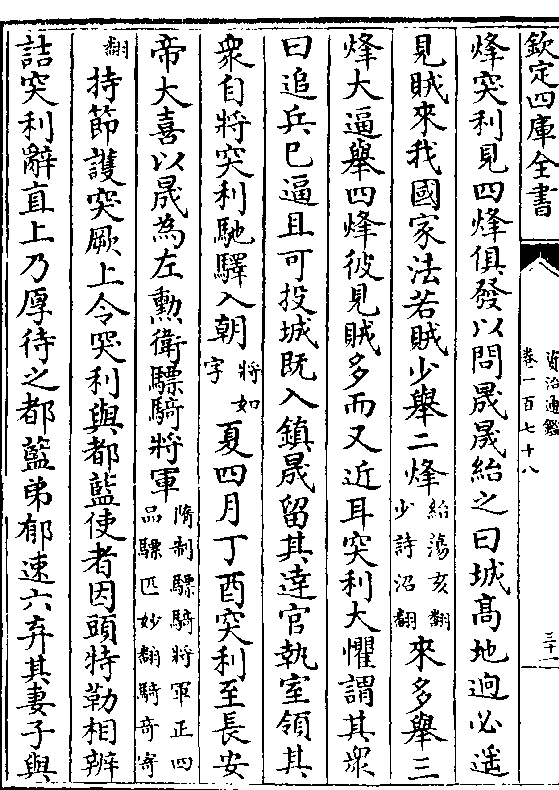 欽定四庫全書
資治通鑑
卷一百七十八
三十一
烽突利見四烽俱發以問晟晟紿之曰城髙地逈必遥
見賊來我國家法若賊少舉二烽紿蕩亥翻少詩沼翻來多舉三
烽大逼舉四烽彼見賊多而又近耳突利大懼謂其衆
曰追兵已逼且可投城既入鎮晟留其逹官執室領其
衆自將突利馳驛入朝將如字夏四月丁酉突利至長安
帝大喜以晟為左勲衛驃騎將軍隋制驃騎將軍正四品驃匹妙翻騎奇寄
翻持節護突厥上令突利與都藍使者因頭特勒相辨
詰突利辭直上乃厚待之都藍弟郁速六弃其妻子與